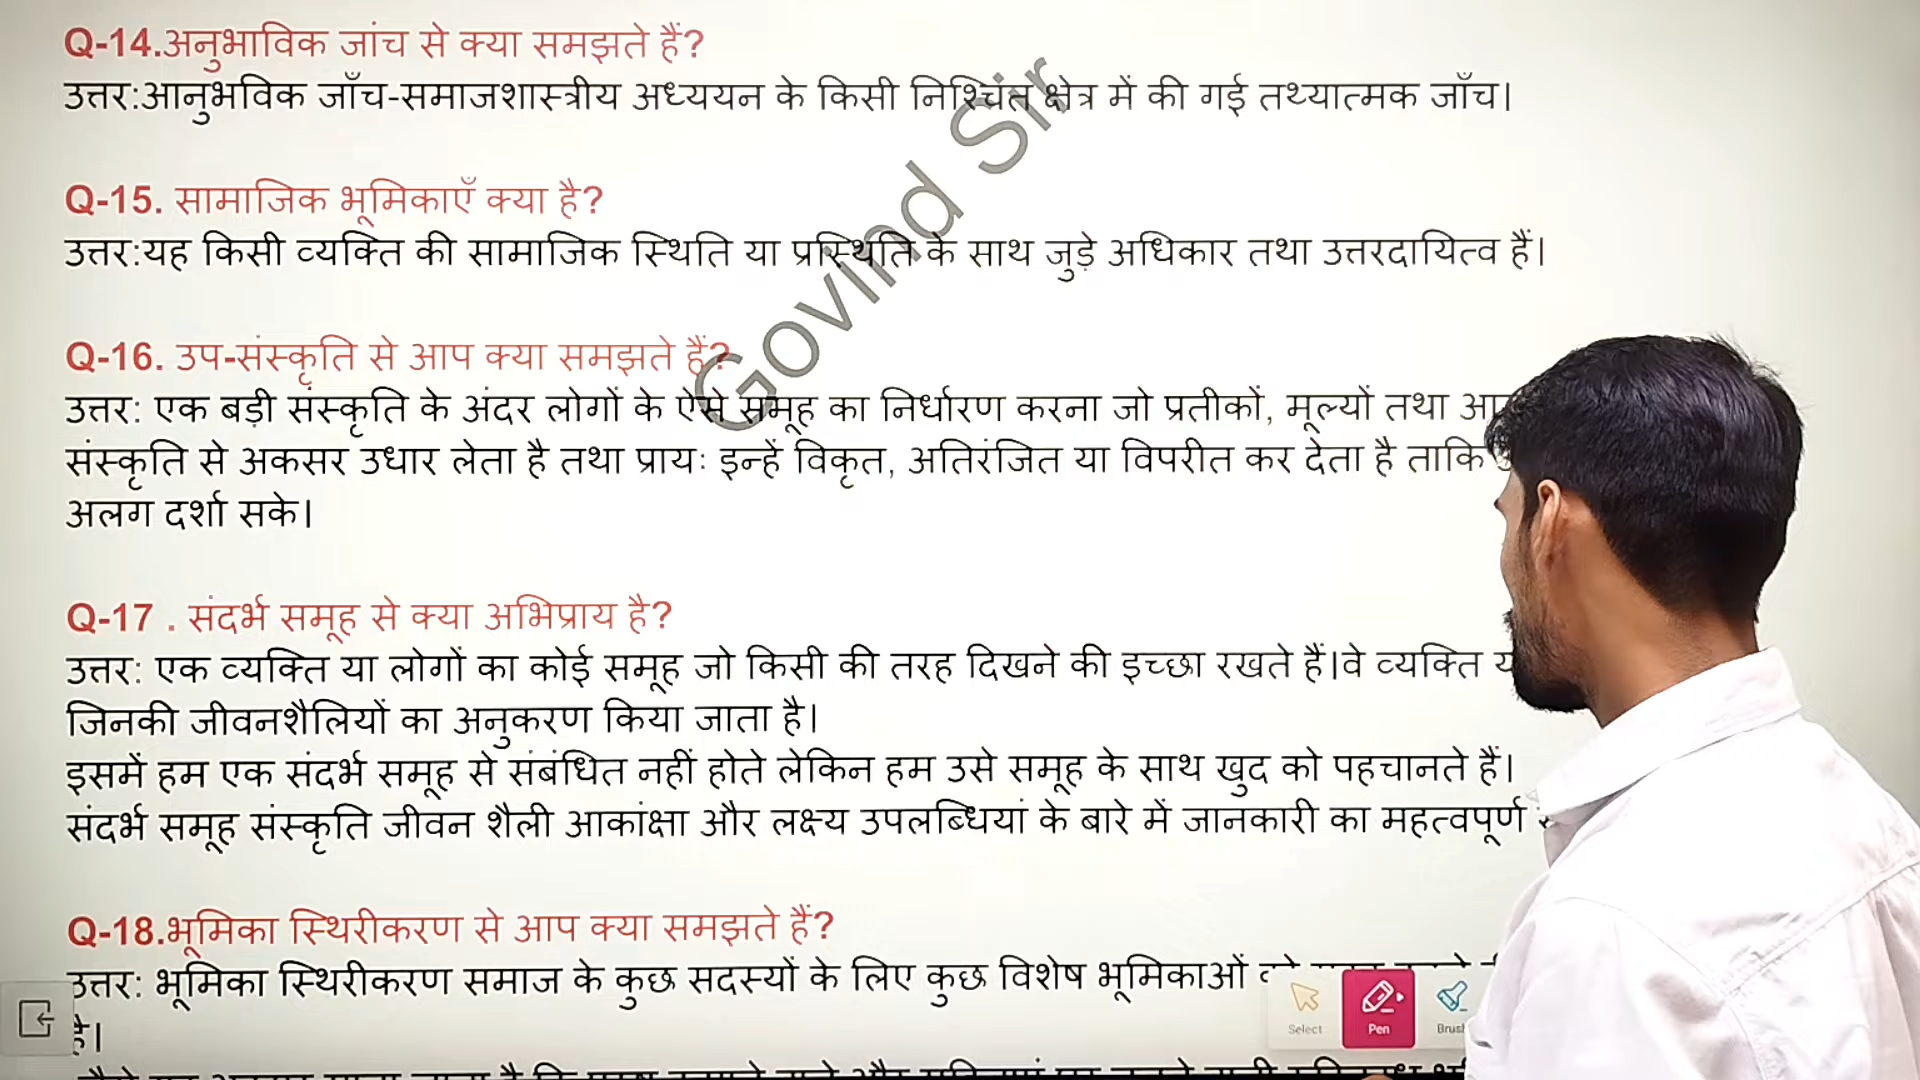 Q-14.अनुभाविक जांच से क्या समझते हैं?
उत्तर:आनुभविक जाँच-समाजशास्त्रीय अध्ययन के किसी निश्चिंत क्षेत्र में की गई तथ्यात्मक जाँच।
Q-15. सामाजिक भूमिकाएँ क्या है?
उत्तर:यह किसी व्यक्ति की सामाजिक स्थिति या प्रस्थिति के साथ जुड़े अधिकार तथा उत्तरदायित्व हैं।
Q-16. उप-संस्कृति से आप क्या समझते हैं?
उत्तर: एक बड़ी संस्कृति के अंदर लोगों के ऐसे समूह का निर्धारण करना जो प्रतीकों, मूल्यों तथा
संस्कृति से अकसर उधार लेता है तथा प्रायः इन्हें विकृत, अतिरंजित या विपरीत कर देता है ताकि
अलग दर्शा सके।
Q-17 . संदर्भ समूह से क्या अभिप्राय है?
उत्तर: एक व्यक्ति या लोगों का कोई समूह जो किसी की तरह दिखने की इच्छा रखते हैं।वे व्यक्ति
जिनकी जीवनशैलियों का अनुकरण किया जाता है।
इसमें हम एक संदर्भ समूह से संबंधित नहीं होते लेकिन हम उसे समूह के साथ खुद को पहचानते हैं।
संदर्भ समूह संस्कृति जीवन शैली आकांक्षा और लक्ष्य उपलब्धियां के बारे में जानकारी का महत्वपूर्ण
Q-18.भूमिका स्थिरीकरण से आप क्या समझते हैं?
उत्तर: भूमिका स्थिरीकरण समाज के कुछ सदस्यों के लिए कुछ विशेष भूमिकाओं
है।
Govind Sir
Select
Pen